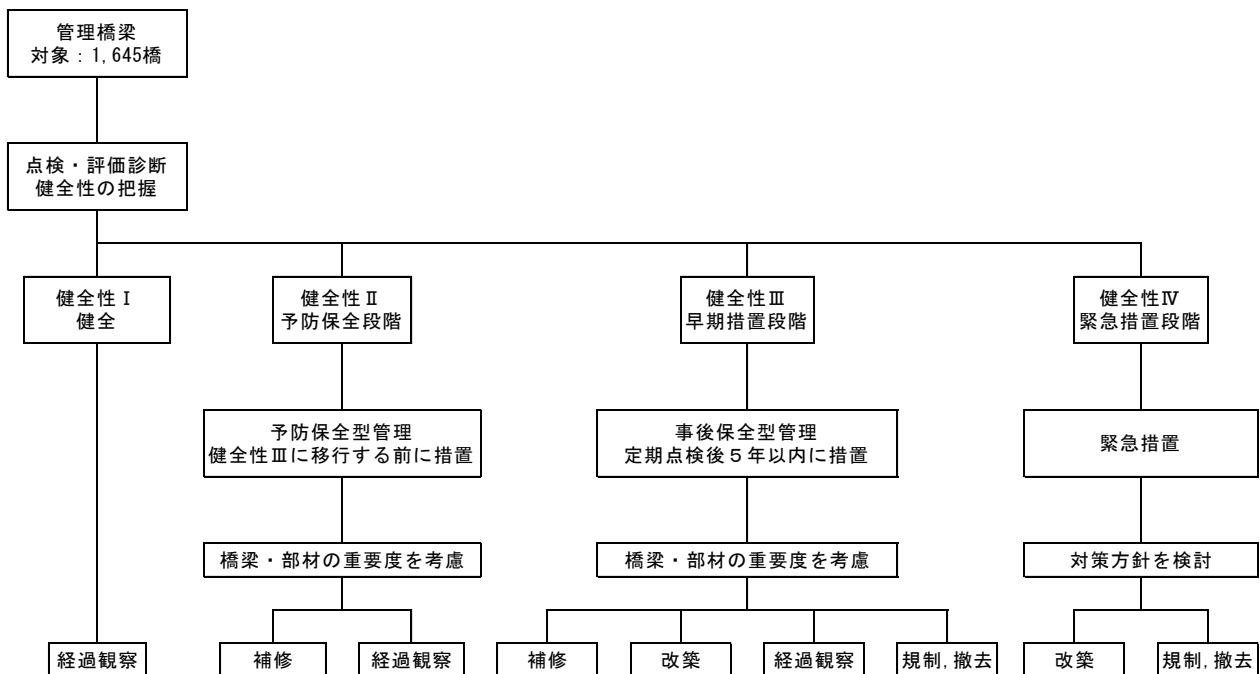 管理橋梁
対象：1,645橋
点検・評価診断
健全性の把握
健全性Ⅰ
健全
健全性Ⅱ
予防保全段階
健全性Ⅲ
早期措置段階
健全性Ⅳ
緊急措置段階
予防保全型管理
健全性Ⅲに移行する前に措置
事後保全型管理
定期点検後５年以内に措置
緊急措置
橋梁・部材の重要度を考慮
橋梁・部材の重要度を考慮
対策方針を検討
経過観察
補修
経過観察
補修
改築
経過観察
規制,撤去
改築
規制,撤去